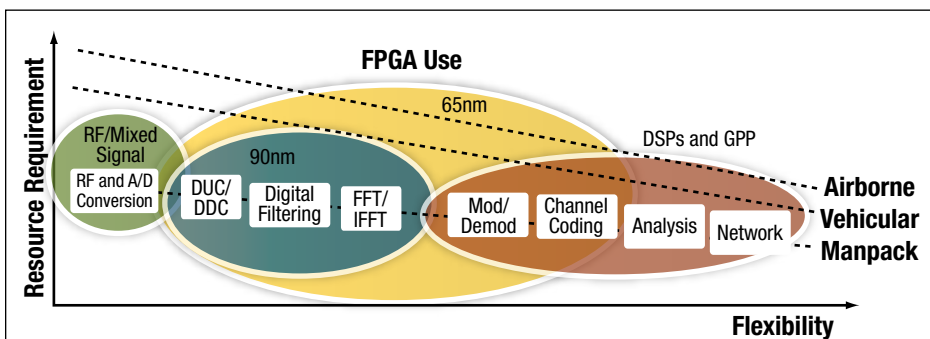 FPGA Use
65nm
DSPs and GPP
RF/Mixed
Signal
90nm
RF and A/D
Conversion
DUC/
DDC
Digital
Filtering
FFT/
IFFT
Mod/
Demod
Channel
Coding
Analysis
Network
Airborne
Vehicular
Manpack
Resource Requirement
Flexibility